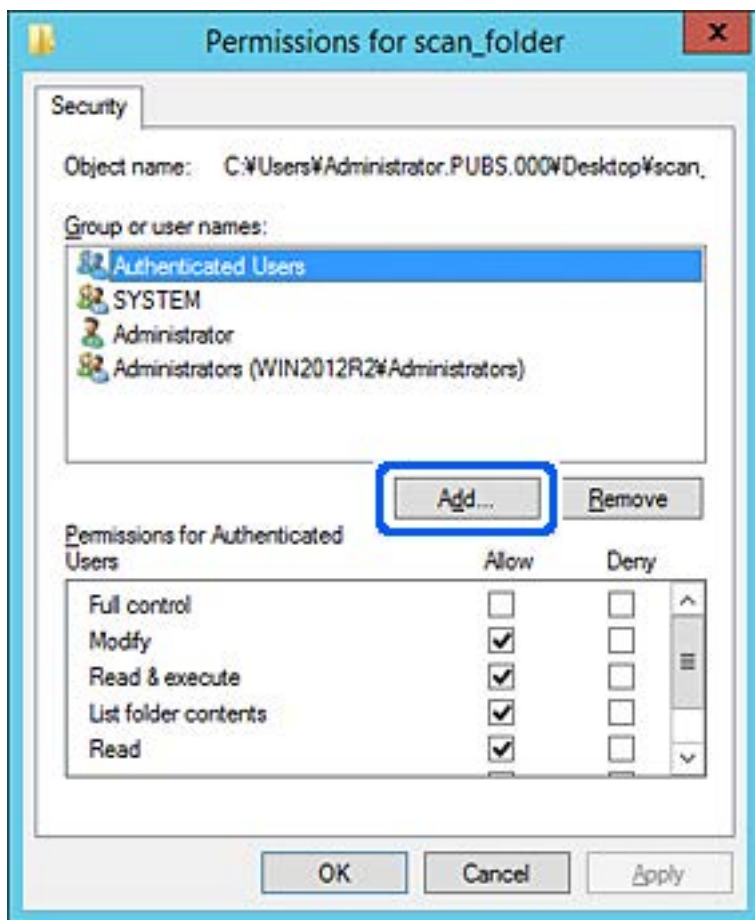 Permissions for scan_folder
x
Security
Object name: C:¥Users¥Administrator.PUBS.000¥Desktop¥scan_
Group or user names:
Authenticated Users
SYSTEM
Administrator
Administrators (WIN2012R2¥Administrators)
Add...
Remove
Permissions for Authenticated
Users Allow Deny
Full control
Modify
Read & execute
List folder contents
Read
OK Cancel Apply